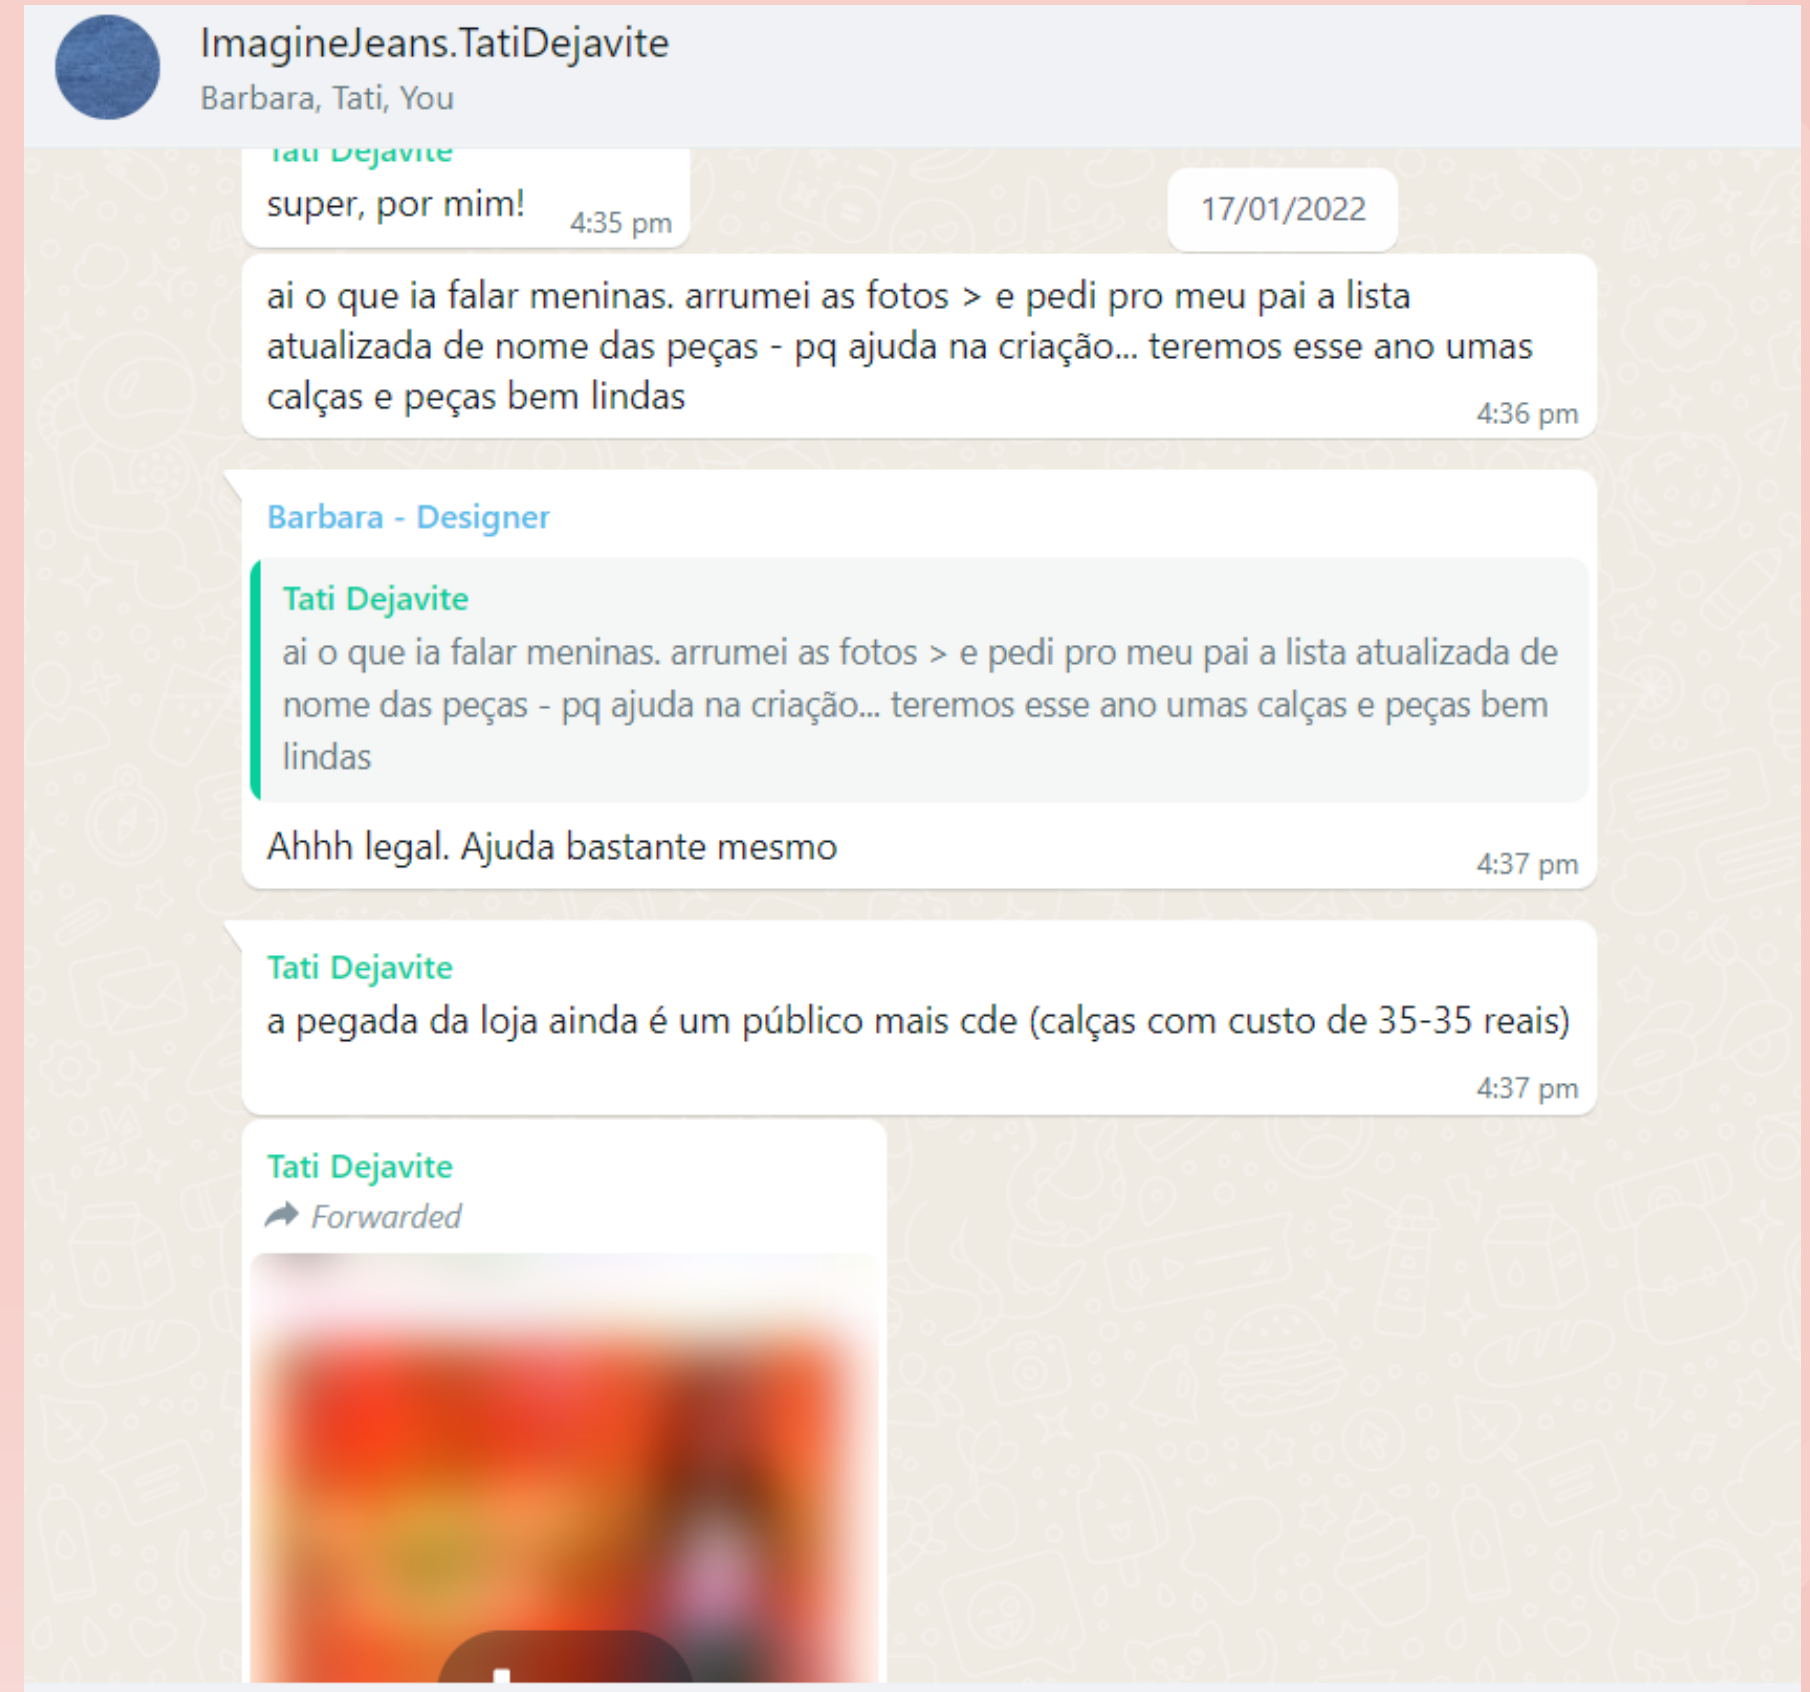 ImagineJeans.TatiDejavite
Barbara, Tati, You
Tati Dejavite
super, por mim!
4:35 pm
17/01/2022
ai o que ia falar meninas. arrumei as fotos > e pedi pro meu pai a lista
atualizada de nome das peças - pq ajuda na criação... teremos esse ano umas
calças e peças bem lindas
4:36 pm
Barbara - Designer
Tati Dejavite
ai o que ia falar meninas. arrumei as fotos > e pedi pro meu pai a lista atualizada de
nome das peças - pq ajuda na criação... teremos esse ano umas calças e peças bem
lindas
Ahhh legal. Ajuda bastante mesmo
4:37 pm
Tati Dejavite
a pegada da loja ainda é um público mais cde (calças com custo de 35-35 reais)
4:37 pm
Tati Dejavite
Forwarded